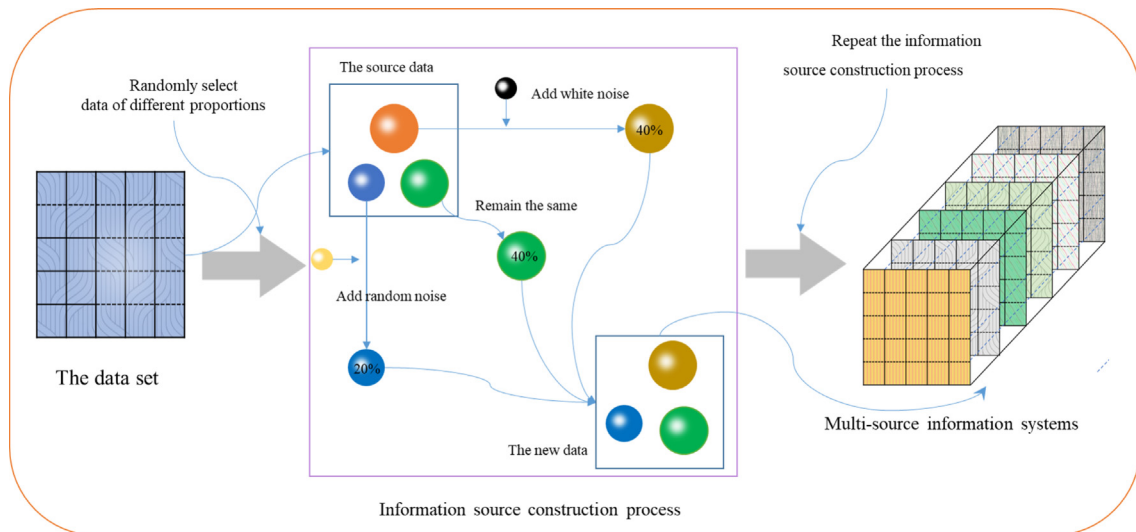 Randomly select
data of different proportions
The data set
The source data
Add white noise
40%
Remain the same
40%
Add random noise
20%
The new data
Information source construction process
Repeat the information
source construction process
Multi-source information systems